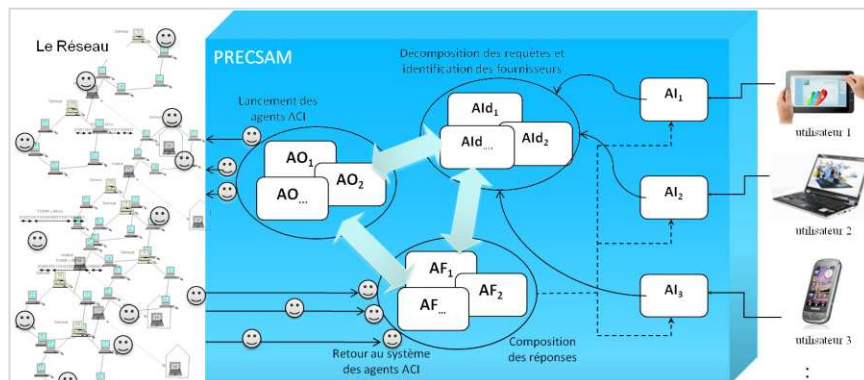 Le Réseau
PRECSAM
Décomposition des requêtes et
identification des fournisseurs
Lancement des
agents ACI
AId1
AId....
AId2
AO1
AO2
AO...
AF1
AF2
AF...
AI1
AI2
AI3
utilisateur 1
utilisateur 2
utilisateur 3
:
Retour au système
des agents ACI
Composition
des réponses